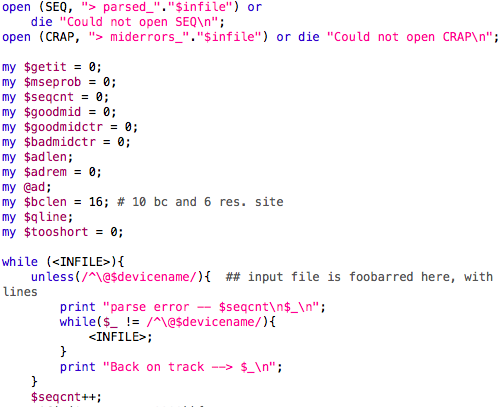 open (SEQ, "> parsed_"."$infile") or
    die "Could not open SEQ\n";
open (CRAP, "> miderrors_"."$infile") or die "Could not open CRAP\n";

my $getit = 0;
my $mseprob = 0;
my $seqcnt = 0;
my $goodmid = 0;
my $goodmidctr = 0;
my $badmidctr = 0;
my $adlen;
my $adrem = 0;
my @ad;
my $bclen = 16; # 10 bc and 6 res. site
my $qline;
my $tooshort = 0;

while (<INFILE>){
    unless(/^\@$devicename/){  ## input file is foobarred here, with
lines
        print "parse error -- $seqcnt\n$_\n";
        while($_ != /^\@$devicename/){
            <INFILE>;
        }
        print "Back on track --> $_\n";
    }
    $seqcnt++;